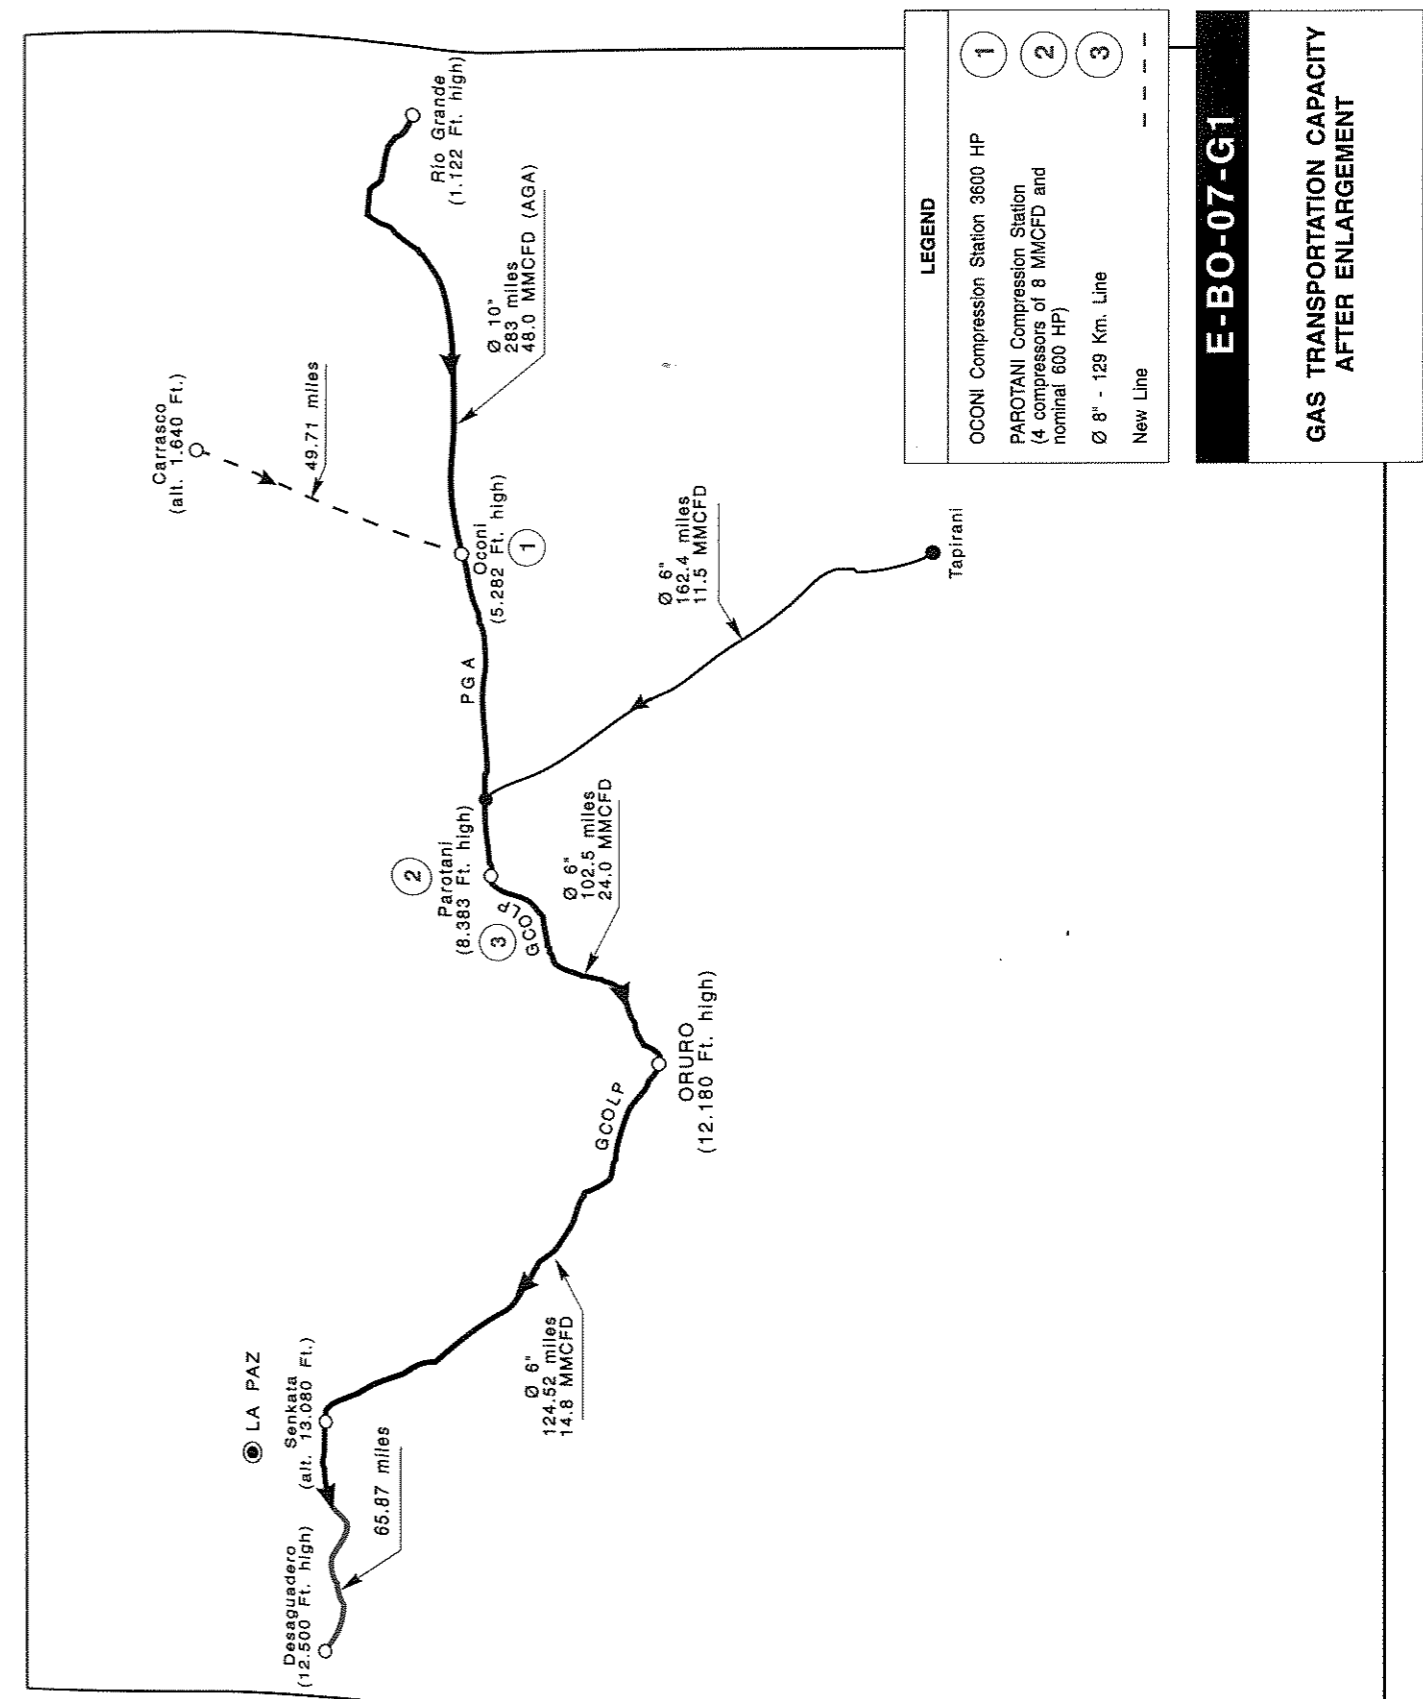 Desaguadero
(12.500 Ft. high)
65.87 miles
LA PAZ
Senkata
(alt. 13.080 Ft.)
Ø 6"
124.52 miles
14.8 MMCFD
GCOLP
ORURO
(12.180 Ft. high)
2
Parotani
(8.383 Ft. high)
3
GCOLP
Ø 6"
102.5 miles
24.0 MMCFD
PGA
Carrasco
(alt. 1.640 Ft.)
49.71 miles
Oconi
(5.282 Ft. high)
1
Ø 6"
162.4 miles
11.5 MMCFD
Tapirani
Ø 10"
283 miles
48.0 MMCFD (AGA)
Río Grande
(1.122 Ft. high)
LEGEND
OCONI Compression Station 3600 HP 1
PAROTANI Compression Station 2
(4 compressors of 8 MMCFD and
nominal 600 HP)
Ø 8" - 129 Km. Line 3
New Line
E-BO-07-G1
GAS TRANSPORTATION CAPACITY
AFTER ENLARGEMENT